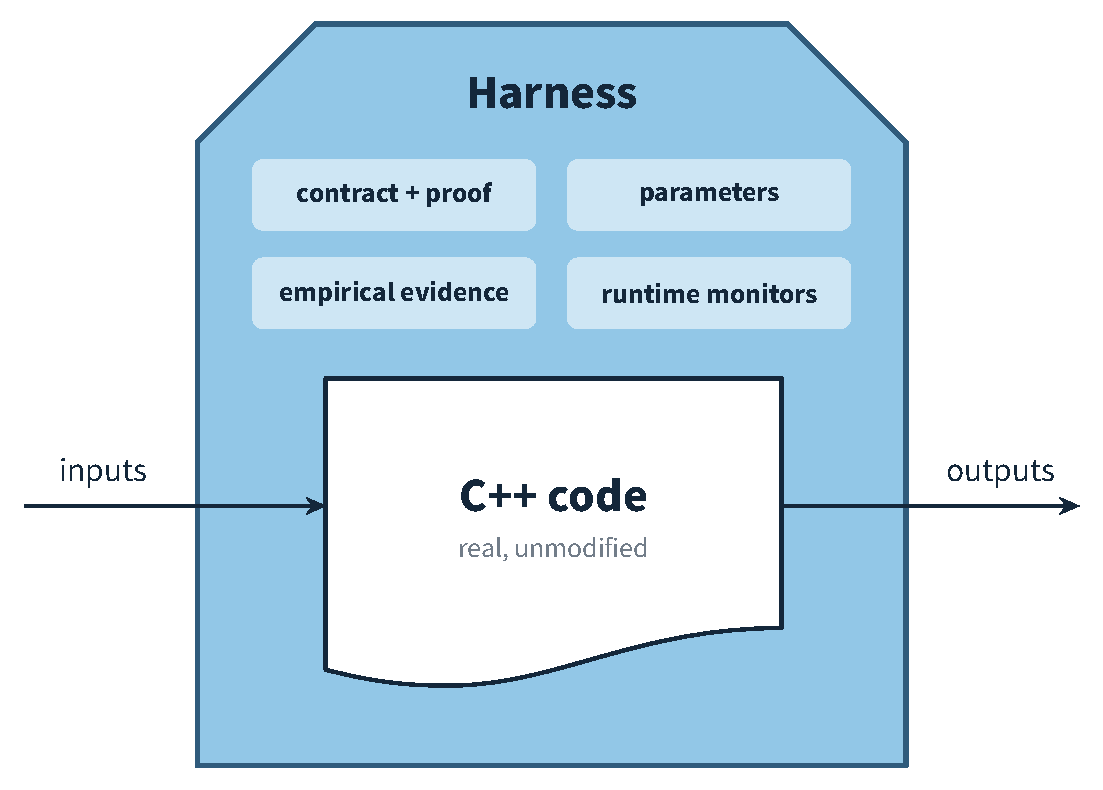 Harness
contract + proof
parameters
empirical evidence
runtime monitors
inputs
outputs
C++ code
real, unmodified